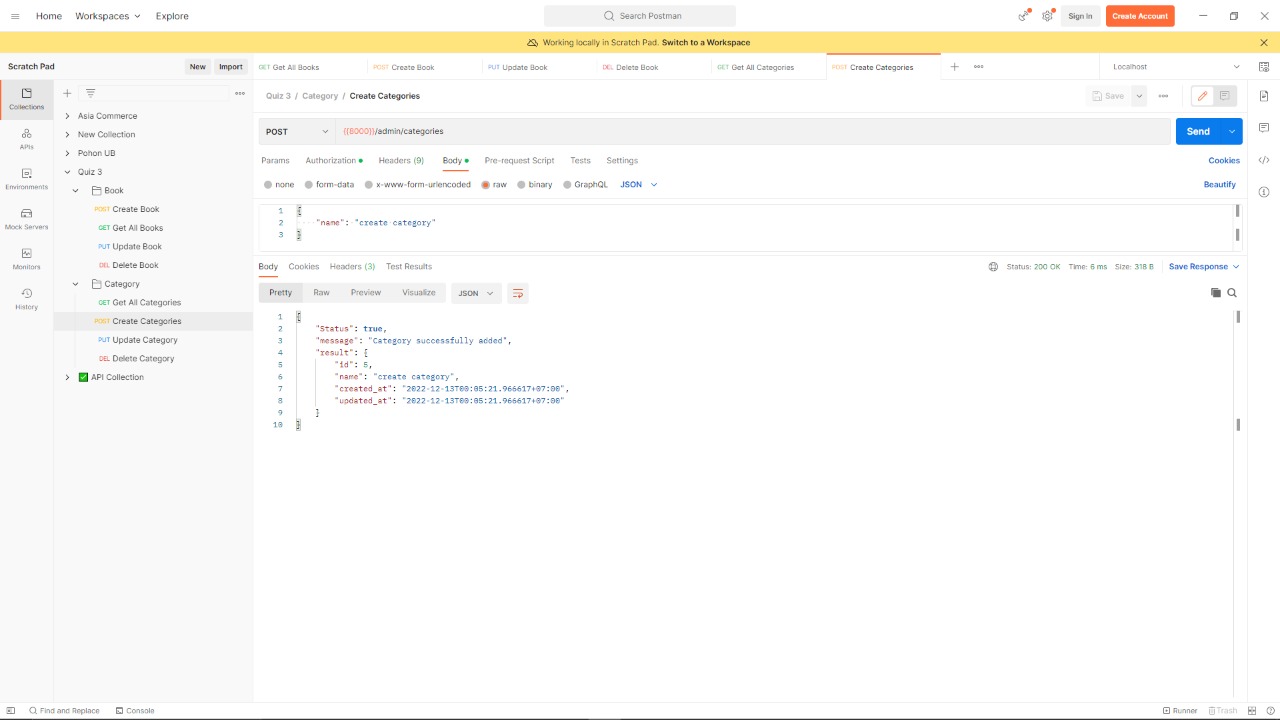 Home Workspaces Explore Search Postman Sign In Create Account
Working locally in Scratch Pad. Switch to a Workspace
Scratch Pad New Import
GET Get All Books POST Create Book PUT Update Book DEL Delete Book GET Get All Categories POST Create Categories Localhost
Collections
APIs
Environments
Mock Servers
Monitors
History
Asia Commerce
New Collection
Pohon UB
Quiz 3
Book
POST Create Book
GET Get All Books
PUT Update Book
DEL Delete Book
Category
GET Get All Categories
POST Create Categories
PUT Update Category
DEL Delete Category
API Collection
Quiz 3 / Category / Create Categories Save
POST {{8000}}/admin/categories Send
Params Authorization Headers (9) Body Pre-request Script Tests Settings Cookies
none form-data x-www-form-urlencoded raw binary GraphQL JSON Beautify
1 {
2 "name": "create category"
3 }
Body Cookies Headers (3) Test Results Status: 200 OK Time: 6 ms Size: 318 B Save Response
Pretty Raw Preview Visualize JSON
1 {
2 "Status": true,
3 "message": "Category successfully added",
4 "result": {
5 "id": 5,
6 "name": "create category",
7 "created_at": "2022-12-13T00:05:21.966617+07:00",
8 "updated_at": "2022-12-13T00:05:21.966617+07:00"
9 }
10 }
Find and Replace Console Runner Trash